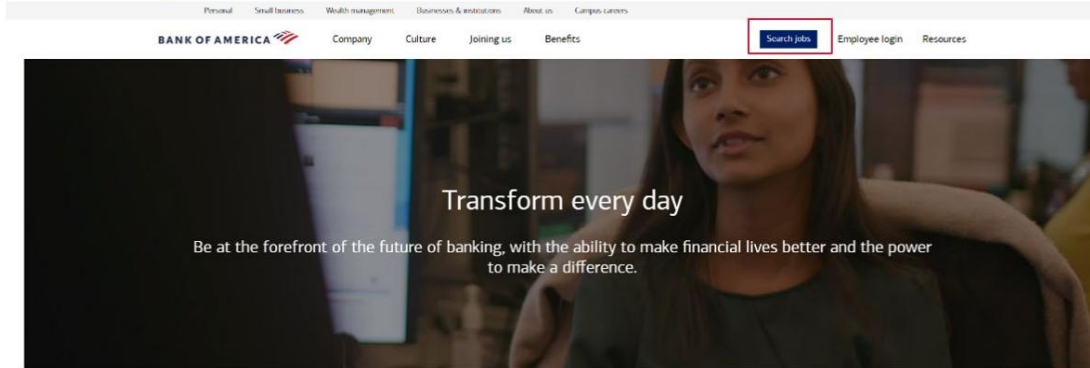 Personal Small business Wealth management Businesses & institutions About us Campus careers
BANK OF AMERICA Company Culture Joining us Benefits Search jobs Employee login Resources
Transform every day
Be at the forefront of the future of banking, with the ability to make financial lives better and the power
to make a difference.